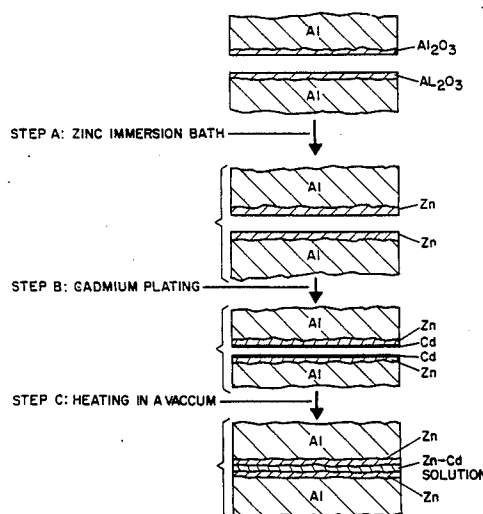 Al
Al2O3
AL2O3
Al
STEP A: ZINC IMMERSION BATH
Al
Zn
Zn
Al
STEP B: CADMIUM PLATING
Al
Zn
Cd
Cd
Zn
Al
STEP C: HEATING IN A VACCUM
Al
Zn
Zn-Cd
SOLUTION
Zn
Al